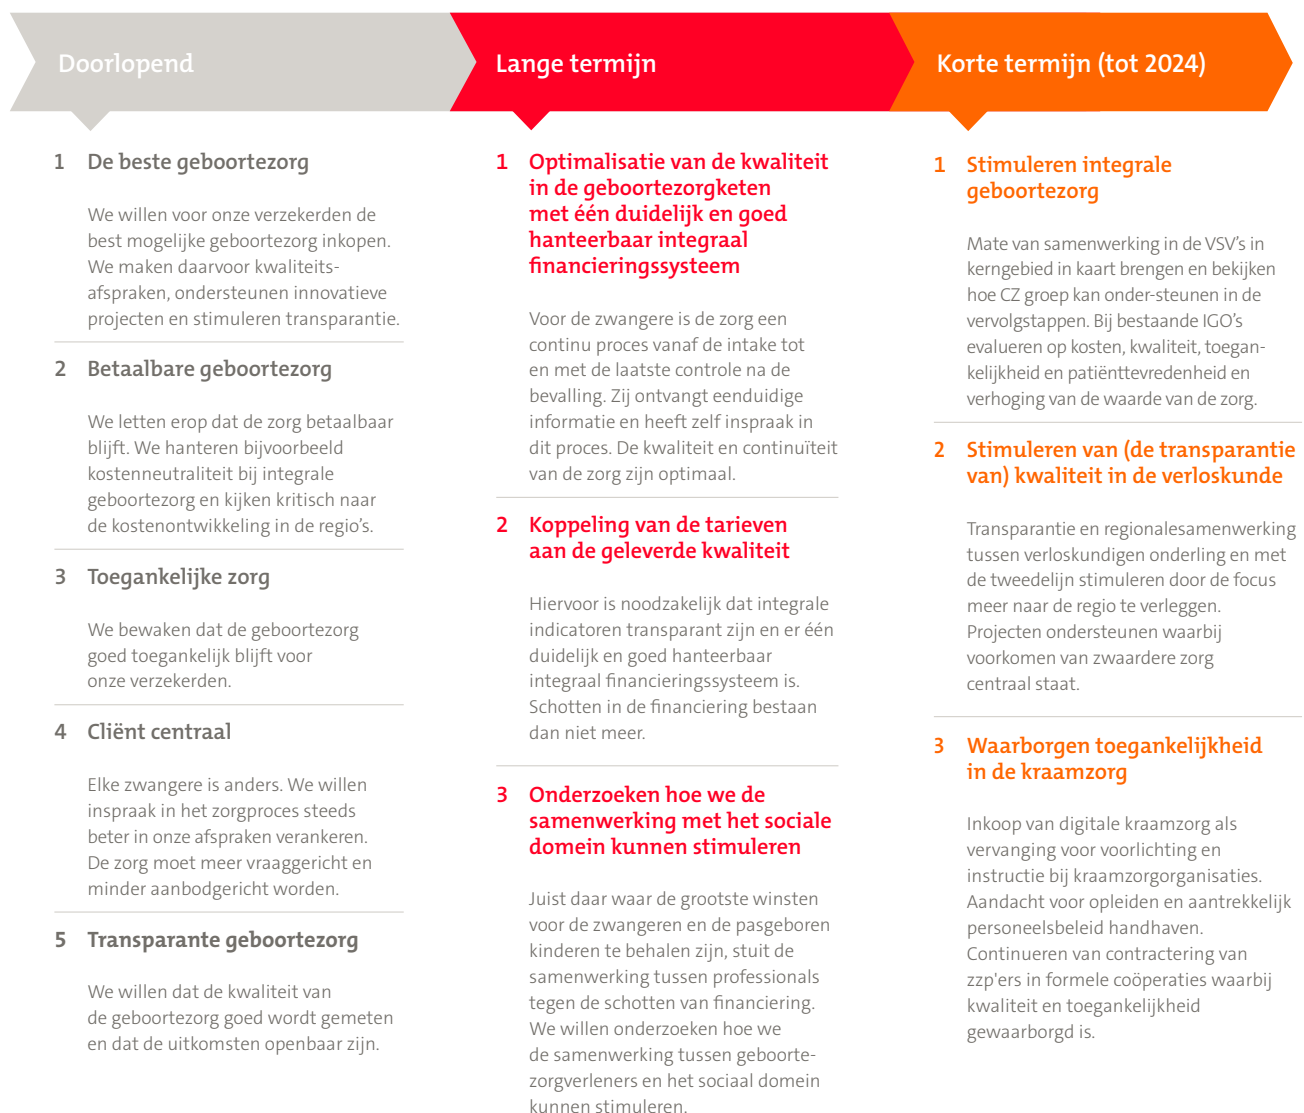 Doorlopend
1 De beste geboortezorg
We willen voor onze verzekerden de
best mogelijke geboortezorg inkopen.
We maken daarvoor kwaliteits-
afspraken, ondersteunen innovatieve
projecten en stimuleren transparantie.
2 Betaalbare geboortezorg
We letten erop dat de zorg betaalbaar
blijft. We hanteren bijvoorbeeld
kostenneutraliteit bij integrale
geboortezorg en kijken kritisch naar
de kostenontwikkeling in de regio’s.
3 Toegankelijke zorg
We bewaken dat de geboortezorg
goed toegankelijk blijft voor
onze verzekerden.
4 Cliënt centraal
Elke zwangere is anders. We willen
inspraak in het zorgproces steeds
beter in onze afspraken verankeren.
De zorg moet meer vraaggericht en
minder aanbodgericht worden.
5 Transparante geboortezorg
We willen dat de kwaliteit van
de geboortezorg goed wordt gemeten
en dat de uitkomsten openbaar zijn.
Lange termijn
1 Optimalisatie van de kwaliteit
in de geboortezorgketen
met één duidelijk en goed
hanteerbaar integraal
financieringssysteem
Voor de zwangere is de zorg een
continu proces vanaf de intake tot
en met de laatste controle na de
bevalling. Zij ontvangt eenduidige
informatie en heeft zelf inspraak in
dit proces. De kwaliteit en continuïteit
van de zorg zijn optimaal.
2 Koppeling van de tarieven
aan de geleverde kwaliteit
Hiervoor is noodzakelijk dat integrale
indicatoren transparant zijn en er één
duidelijk en goed hanteerbaar
integraal financieringssysteem is.
Schotten in de financiering bestaan
dan niet meer.
3 Onderzoeken hoe we de
samenwerking met het sociale
domein kunnen stimuleren
Juist daar waar de grootste winsten
voor de zwangeren en de pasgeboren
kinderen te behalen zijn, stuit de
samenwerking tussen professionals
tegen de schotten van financiering.
We willen onderzoeken hoe we
de samenwerking tussen geboorte-
zorgverleners en het sociaal domein
kunnen stimuleren.
Korte termijn (tot 2024)
1 Stimuleren integrale
geboortezorg
Mate van samenwerking in de VSV’s in
kerngebied in kaart brengen en bekijken
hoe CZ groep kan onder-steunen in de
vervolgstappen. Bij bestaande IGO’s
evalueren op kosten, kwaliteit, toegan-
kelijkheid en patiënttevredenheid en
verhoging van de waarde van de zorg.
2 Stimuleren van (de transparantie
van) kwaliteit in de verloskunde
Transparantie en regionalesamenwerking
tussen verloskundigen onderling en met
de tweedelijn stimuleren door de focus
meer naar de regio te verleggen.
Projecten ondersteunen waarbij
voorkomen van zwaardere zorg
centraal staat.
3 Waarborgen toegankelijkheid
in de kraamzorg
Inkoop van digitale kraamzorg als
vervanging voor voorlichting en
instructie bij kraamzorgorganisaties.
Aandacht voor opleiden en aantrekkelijk
personeelsbeleid handhaven.
Continueren van contractering van
zzp'ers in formele coöperaties waarbij
kwaliteit en toegankelijkheid
gewaarborgd is.